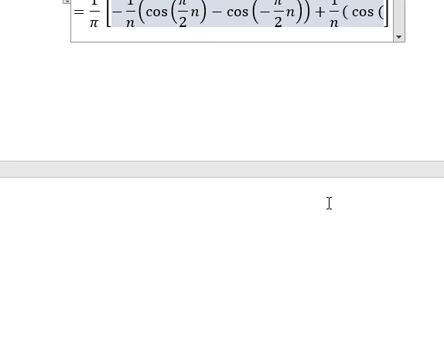 = 1/π [−1/n (cos(π/2 n) − cos(−π/2 n)) + 1/n ( cos (]